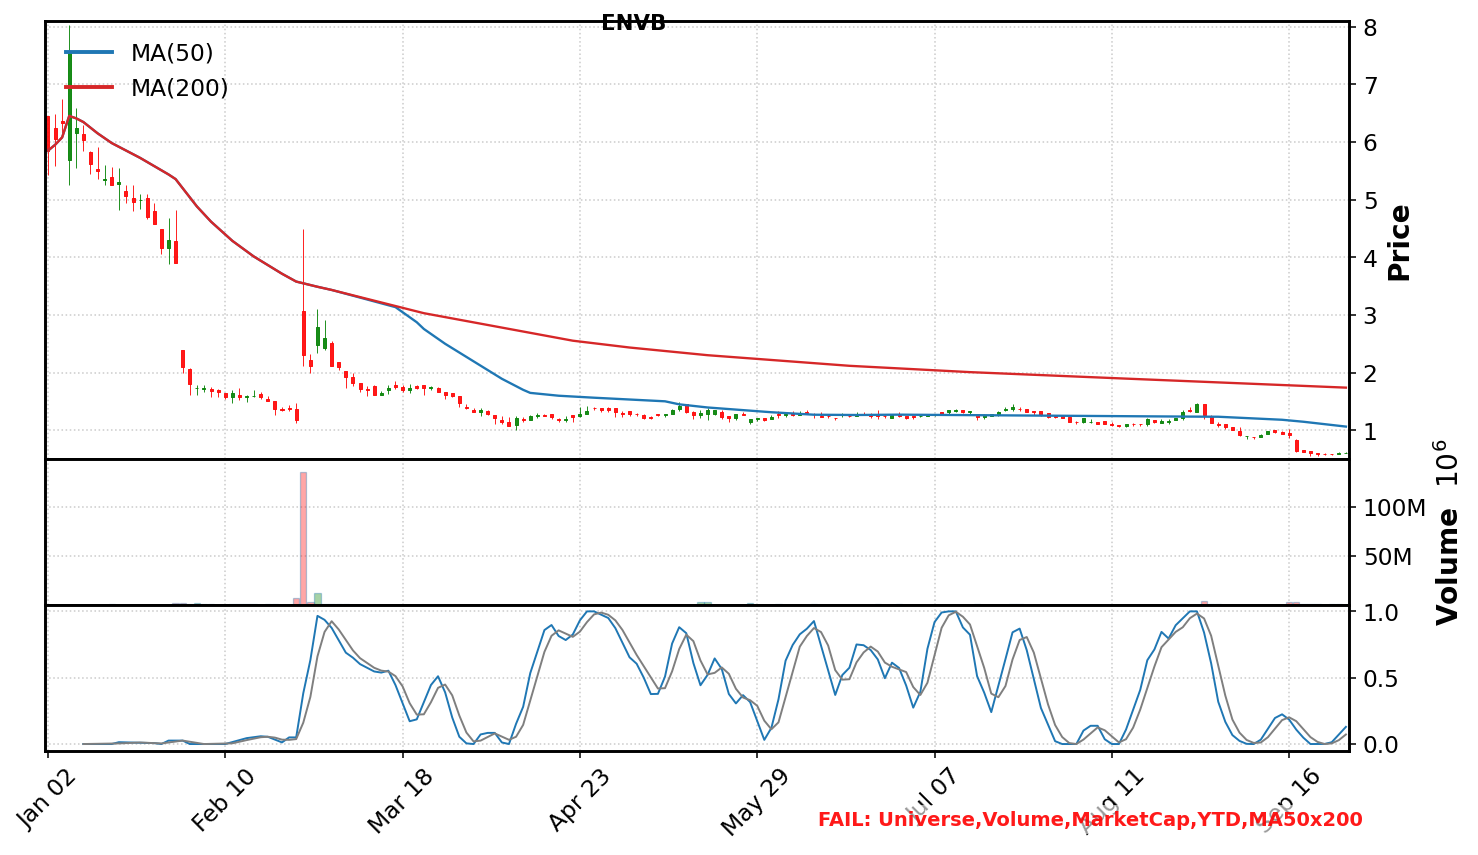 ENVB
MA(50)
MA(200)
8
7
6
5
4
3
2
1
Price
100M
50M
Volume 10^6
1.0
0.5
0.0
Jan 02
Feb 10
Mar 18
Apr 23
May 29
Jul 07
Aug 11
Sep 16
FAIL: Universe,Volume,MarketCap,YTD,MA50x200